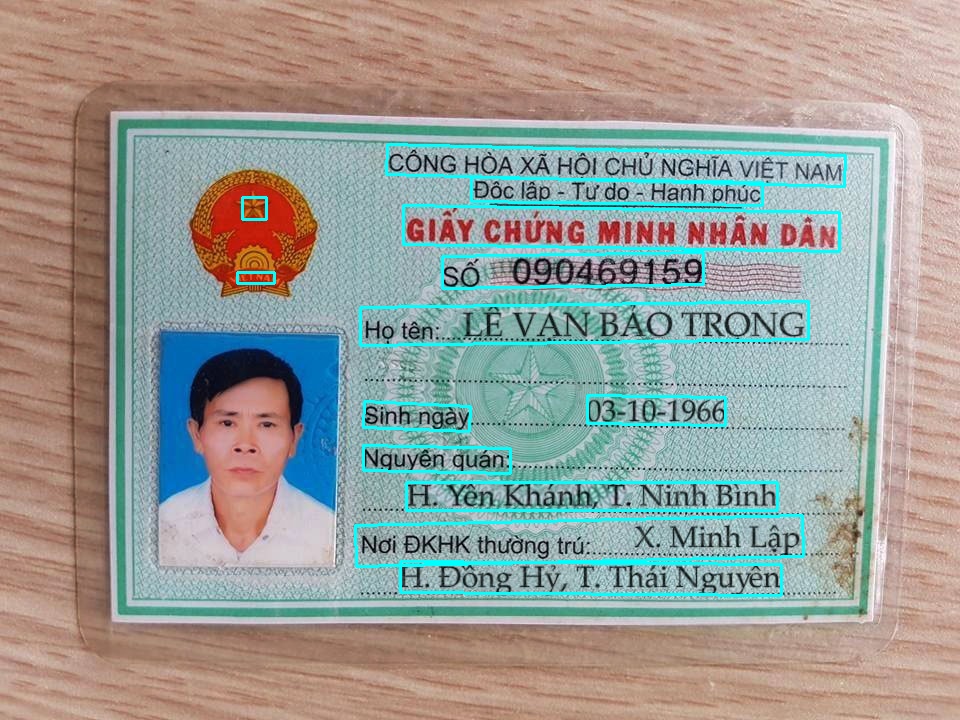 CỘNG HÒA XÃ HỘI CHỦ NGHĨA VIỆT NAM
Độc lập - Tự do - Hạnh phúc
GIẤY CHỨNG MINH NHÂN DÂN
SỐ 090469159
VIỆT NAM
Họ tên: LÊ VĂN BẢO TRỌNG
Sinh ngày 03-10-1966
Nguyên quán:
H. Yên Khánh, T. Ninh Bình
Nơi ĐKHK thường trú: X. Minh Lập
H. Đồng Hỷ, T. Thái Nguyên